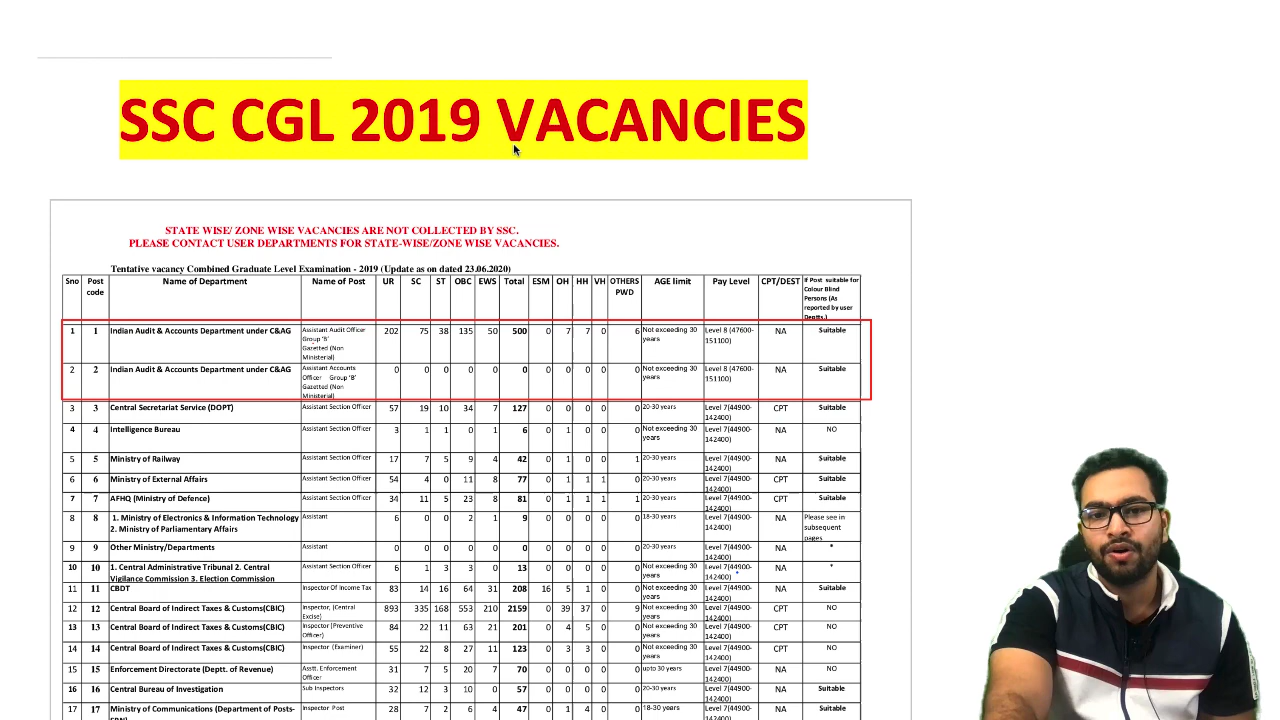 SSC CGL 2019 VACANCIES
STATE WISE/ ZONE WISE VACANCIES ARE NOT COLLECTED BY SSC.
PLEASE CONTACT USER DEPARTMENTS FOR STATE-WISE/ZONE WISE VACANCIES.
Tentative vacancy Combined Graduate Level Examination - 2019 (Update as on dated 23.06.2020)
Sno Post code Name of Department Name of Post UR SC ST OBC EWS Total ESM OH HH VH OTHERS PWD AGE limit Pay Level CPT/DEST If Post suitable for Colour Blind Persons (As reported by user Deptts.)
1 1 Indian Audit & Accounts Department under C&AG Assistant Audit Officer Group 'B' Gazetted (Non Ministerial) 202 75 38 135 50 500 0 7 7 0 6 Not exceeding 30 years Level 8 (47600-151100) NA Suitable
2 2 Indian Audit & Accounts Department under C&AG Assistant Accounts Officer Group 'B' Gazetted (Non Ministerial) 0 0 0 0 0 0 0 0 0 0 0 Not exceeding 30 years Level 8 (47600-151100) NA Suitable
3 3 Central Secretariat Service (DOPT) Assistant Section Officer 57 19 10 34 7 127 0 0 0 0 0 20-30 years Level 7(44900-142400) CPT Suitable
4 4 Intelligence Bureau Assistant Section Officer 3 1 1 0 1 6 0 1 0 0 0 Not exceeding 30 years Level 7(44900-142400) NA NO
5 5 Ministry of Railway Assistant Section Officer 17 7 5 9 4 42 0 1 0 0 1 20-30 years Level 7(44900-142400) NA Suitable
6 6 Ministry of External Affairs Assistant Section Officer 54 4 0 11 8 77 0 1 1 1 0 20-30 years Level 7(44900-142400) CPT Suitable
7 7 AFHQ (Ministry of Defence) Assistant Section Officer 34 11 5 23 8 81 0 1 1 1 1 20-30 years Level 7(44900-142400) CPT Suitable
8 8 1. Ministry of Electronics & Information Technology 2. Ministry of Parliamentary Affairs Assistant 6 0 0 2 1 9 0 0 0 0 0 18-30 years Level 7(44900-142400) NA Please see in subsequent pages
9 9 Other Ministry/Departments Assistant 0 0 0 0 0 0 0 0 0 0 0 20-30 years Level 7(44900-142400) NA *
10 10 1. Central Administrative Tribunal 2. Central Vigilance Commission 3. Election Commission Assistant Section Officer 6 1 3 3 0 13 0 0 0 0 0 Not exceeding 30 years Level 7(44900-142400) NA *
11 11 CBDT Inspector Of Income Tax 83 14 16 64 31 208 16 5 1 0 0 Not exceeding 30 years Level 7(44900-142400) NA Suitable
12 12 Central Board of Indirect Taxes & Customs(CBIC) Inspector, (Central Excise) 893 335 168 553 210 2159 0 39 37 0 9 Not exceeding 30 years Level 7(44900-142400) CPT NO
13 13 Central Board of Indirect Taxes & Customs(CBIC) Inspector (Preventive Officer) 84 22 11 63 21 201 0 4 5 0 0 Not exceeding 30 years Level 7(44900-142400) CPT NO
14 14 Central Board of Indirect Taxes & Customs(CBIC) Inspector (Examiner) 55 22 8 27 11 123 0 3 3 0 0 Not exceeding 30 years Level 7(44900-142400) CPT NO
15 15 Enforcement Directorate (Deptt. of Revenue) Asstt. Enforcement Officer 31 7 5 20 7 70 0 0 0 0 0 upto 30 years Level 7(44900-142400) NA NO
16 16 Central Bureau of Investigation Sub Inspectors 32 12 3 10 0 57 0 0 0 0 0 20-30 years Level 7(44900-142400) NA Suitable
17 17 Ministry of Communications (Department of Posts- Inspector Post 28 7 2 6 4 47 0 1 4 0 0 18-30 years Level 7(44900-142400) NA Suitable